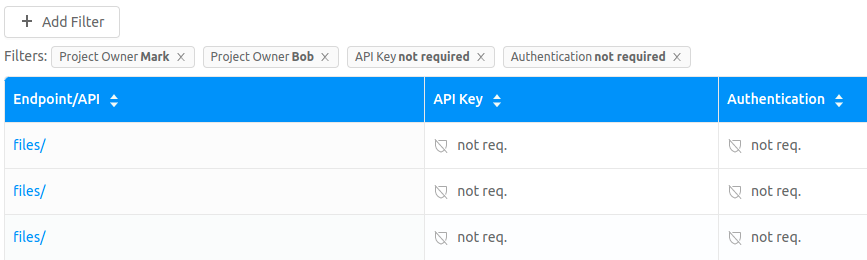 + Add Filter
Filters: Project Owner Mark × Project Owner Bob × API Key not required × Authentication not required ×
Endpoint/API API Key Authentication
files/ not req. not req.
files/ not req. not req.
files/ not req. not req.